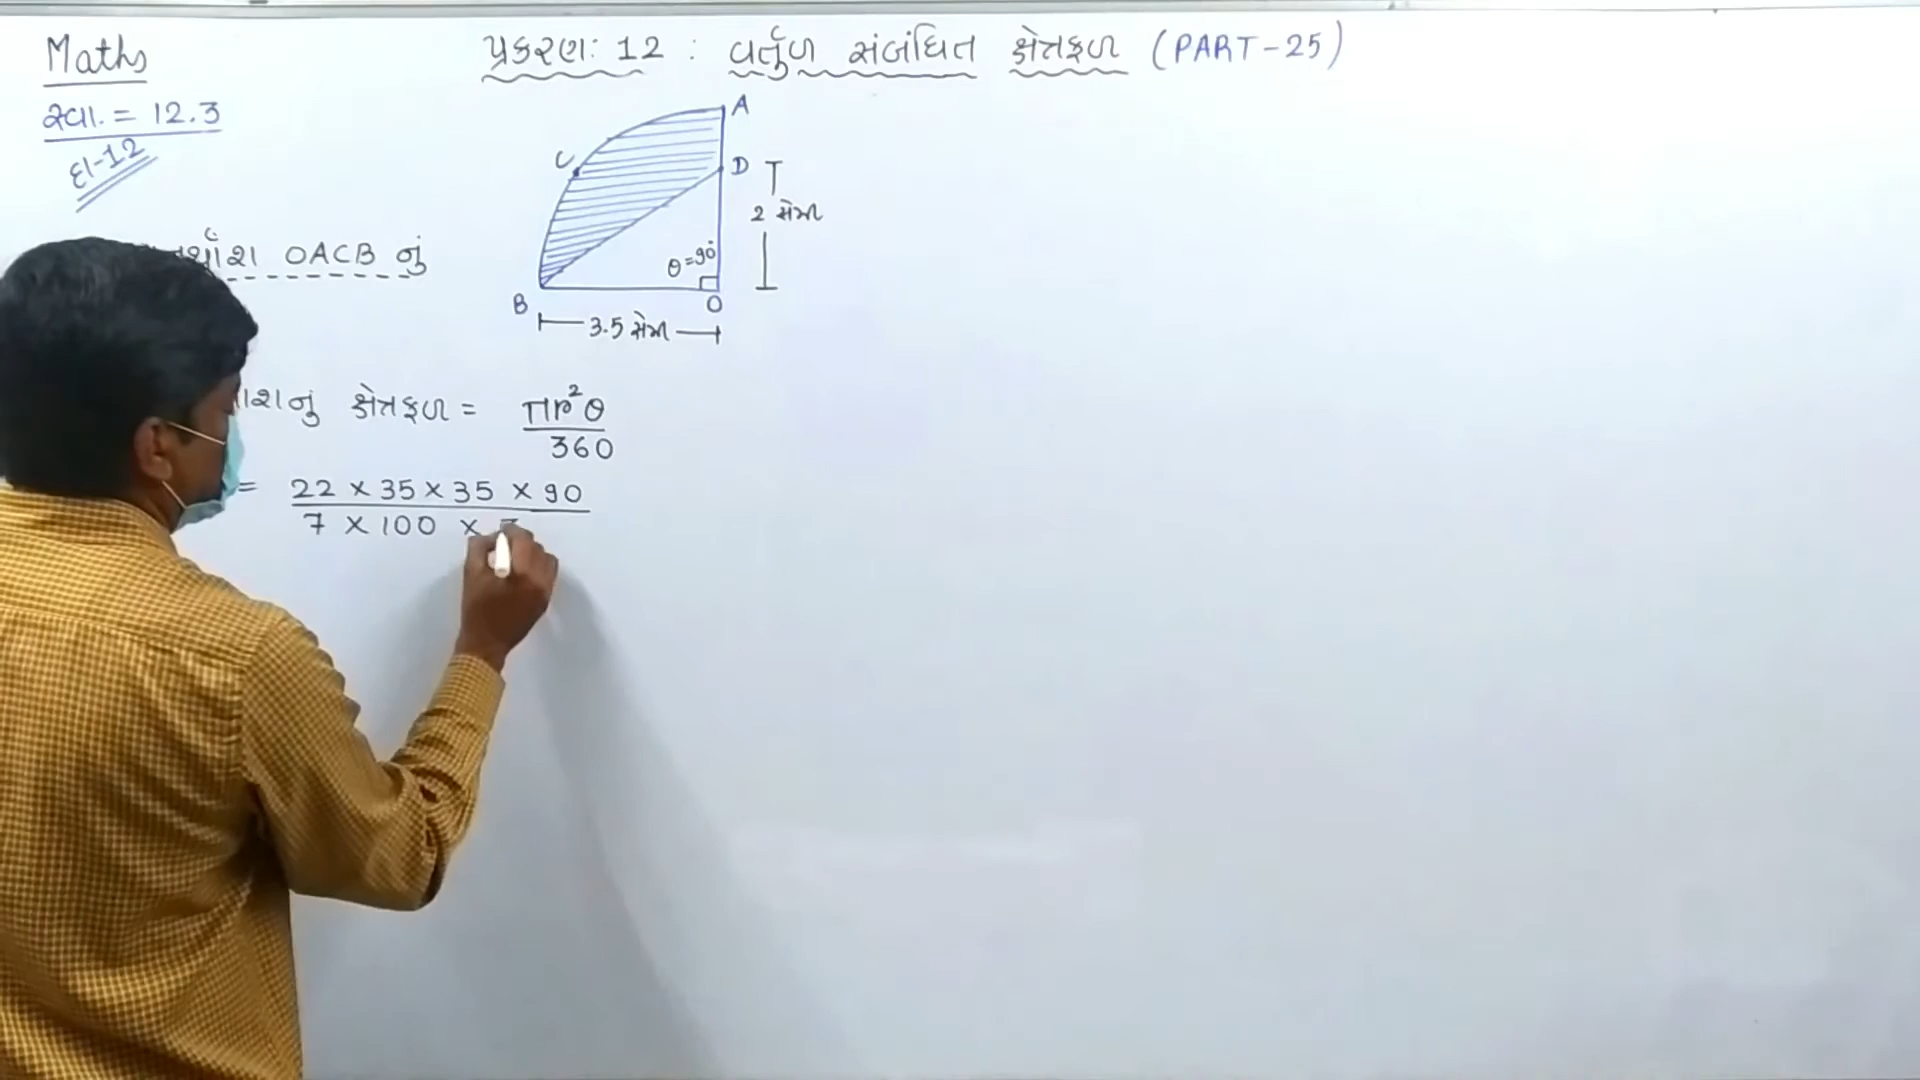 Maths
પ્રકરણ: 12 : વર્તુળ સંબંધિત ક્ષેત્રફળ (PART-25)
સ્વા. = 12.3
દા-12
A
C
D
2 સેમી
OACB નું
θ=90°
B
O
3.5 સેમી
ક્ષેત્રફળ = πr²θ
360
= 22 × 35 × 35 × 90
7 × 100 ×